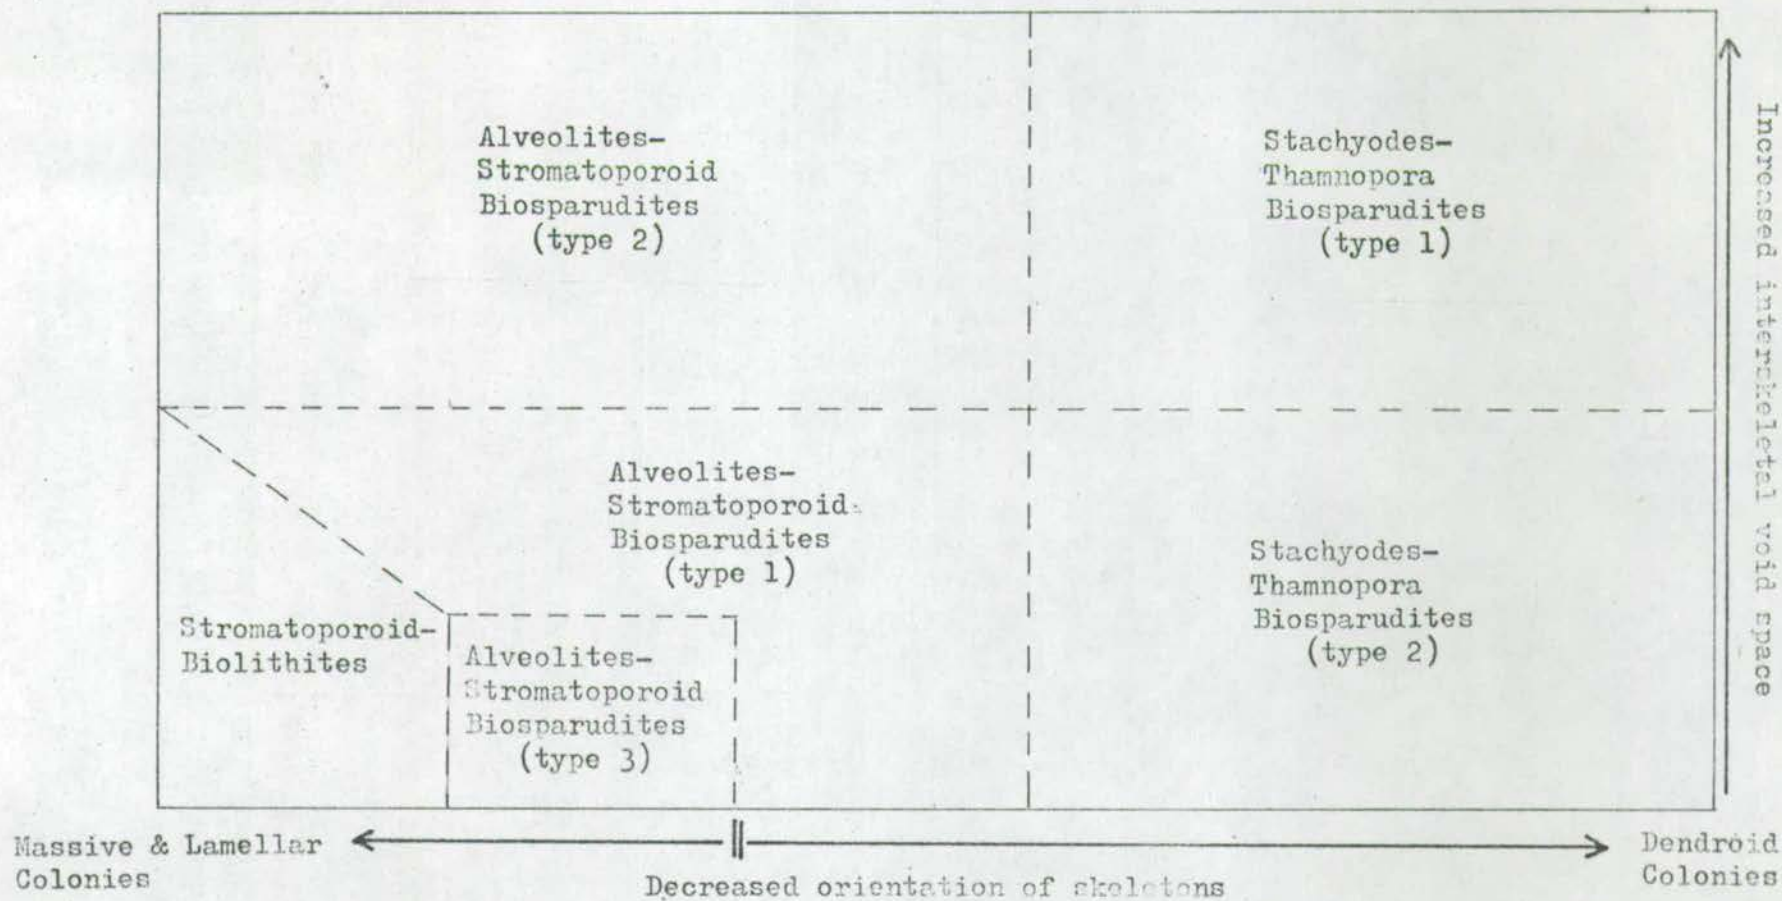 Alveolites-
Stromatoporoid
Biosparudites
(type 2)
Stachyodes-
Thamnopora
Biosparudites
(type 1)
Increased interskeletal void space
Alveolites-
Stromatoporoid
Biosparudites
(type 1)
Stachyodes-
Thamnopora
Biosparudites
(type 2)
Stromatoporoid-
Biolithites
Alveolites-
Stromatoporoid
Biosparudites
(type 3)
Massive & Lamellar
Colonies
Decreased orientation of skeletons
Dendroid
Colonies